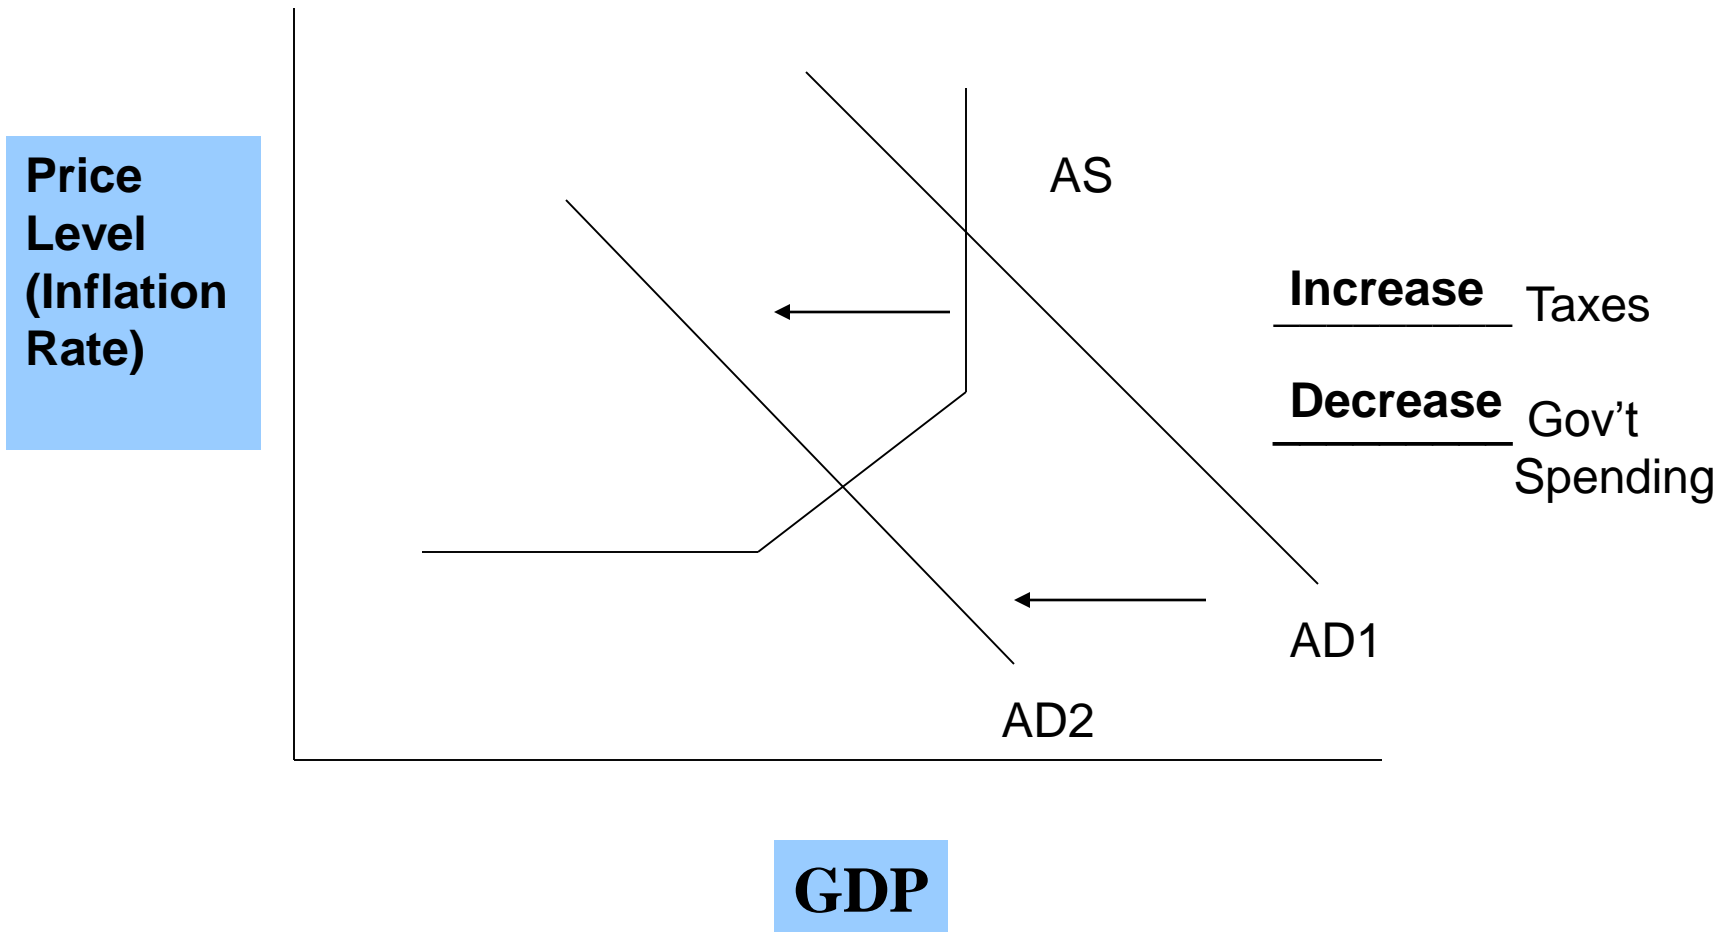 Price
Level
(Inflation
Rate)
AS
Increase Taxes
Decrease Gov’t
Spending
AD1
AD2
GDP